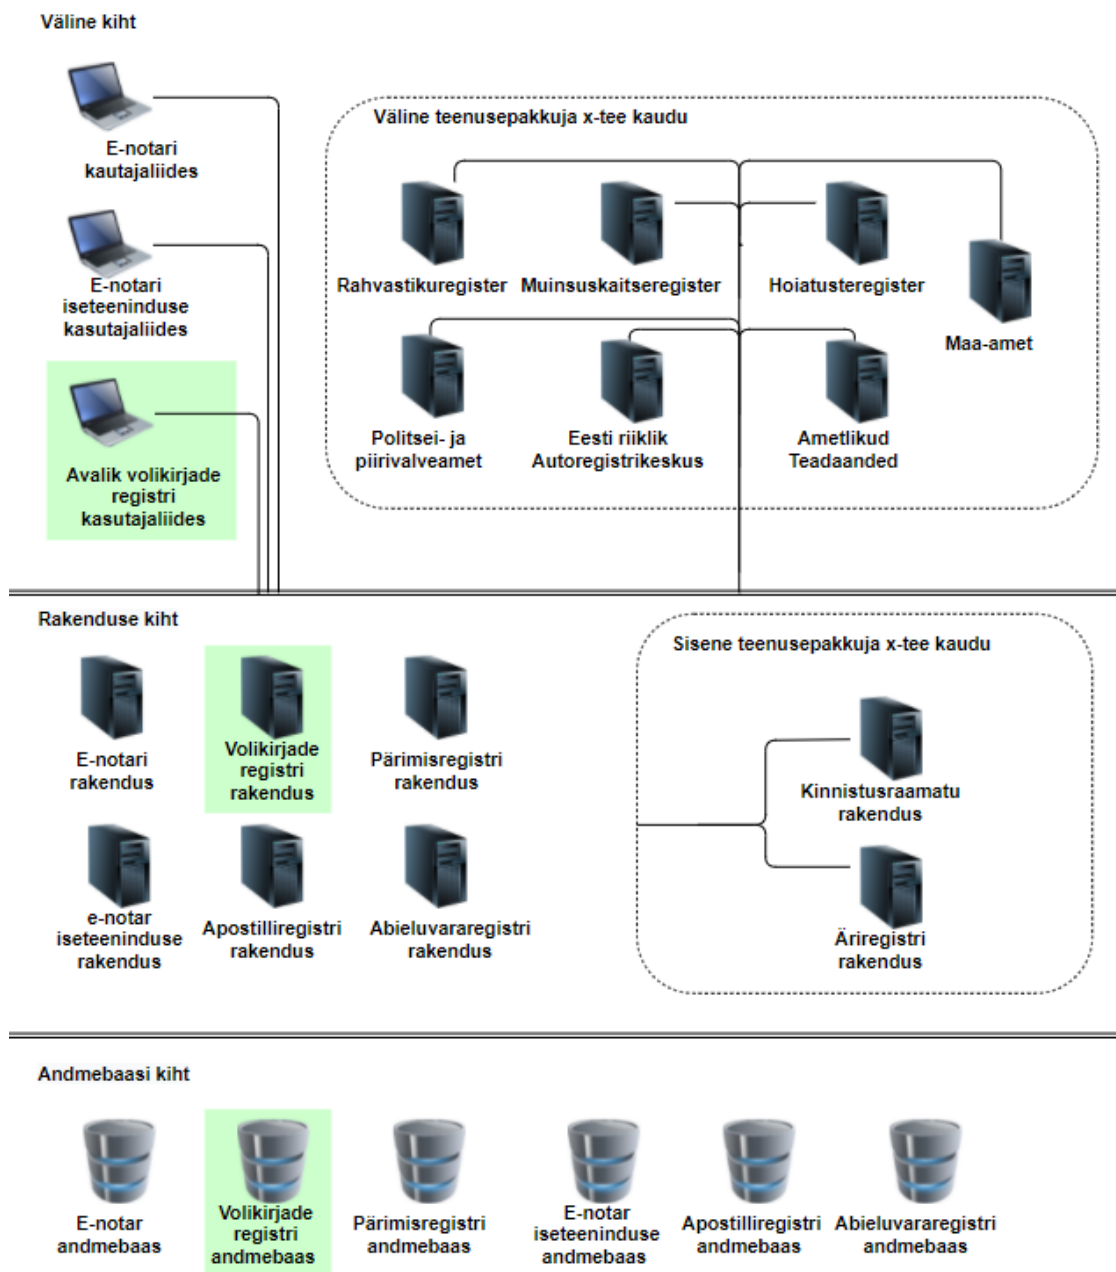 Väline kiht
E-notari
kautajaliides
E-notari
iseteeninduse
kasutajaliides
Avalik volikirjade
registri
kasutajaliides
Väline teenusepakkuja x-tee kaudu
Rahvastikuregister
Muinsuskaitseregister
Hoiatusteregister
Maa-amet
Politsei- ja
piirivalveamet
Eesti riiklik
Autoregistrikeskus
Ametlikud
Teadaanded
Rakenduse kiht
E-notari
rakendus
Volikirjade
registri
rakendus
Pärimisregistri
rakendus
e-notar
iseteeninduse
rakendus
Apostilliregistri
rakendus
Abieluvararegistri
rakendus
Sisene teenusepakkuja x-tee kaudu
Kinnistusraamatu
rakendus
Äriregistri
rakendus
Andmebaasi kiht
E-notar
andmebaas
Volikirjade
registri
andmebaas
Pärimisregistri
andmebaas
E-notar
iseteeninduse
andmebaas
Apostilliregistri
andmebaas
Abieluvararegistri
andmebaas